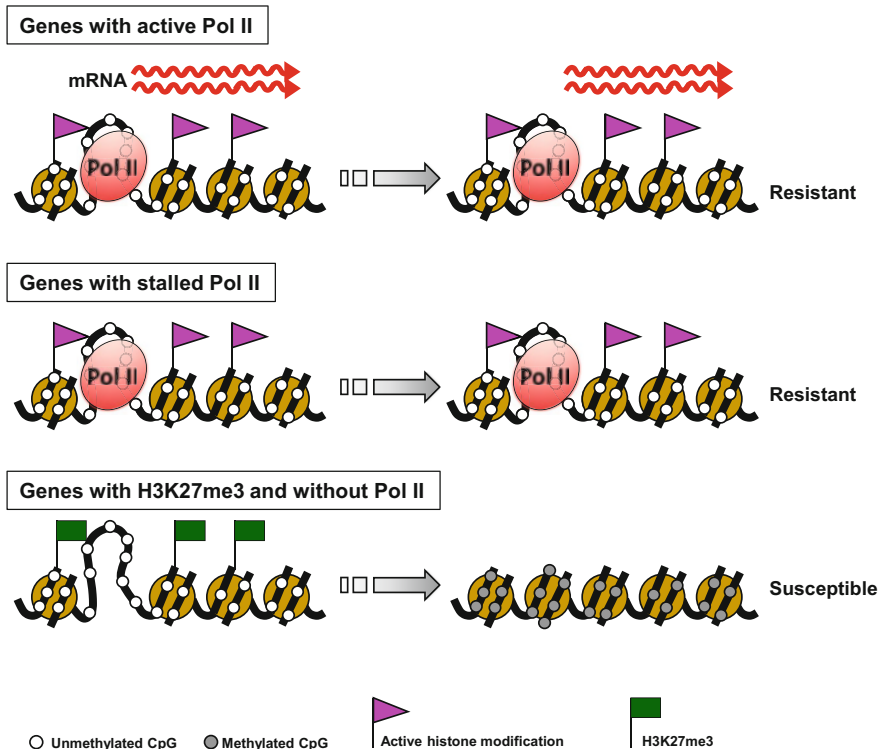 Genes with active Pol II
mRNA
Pol II
Pol II
Resistant
Genes with stalled Pol II
Pol II
Pol II
Resistant
Genes with H3K27me3 and without Pol II
Susceptible
Unmethylated CpG
Methylated CpG
Active histone modification
H3K27me3